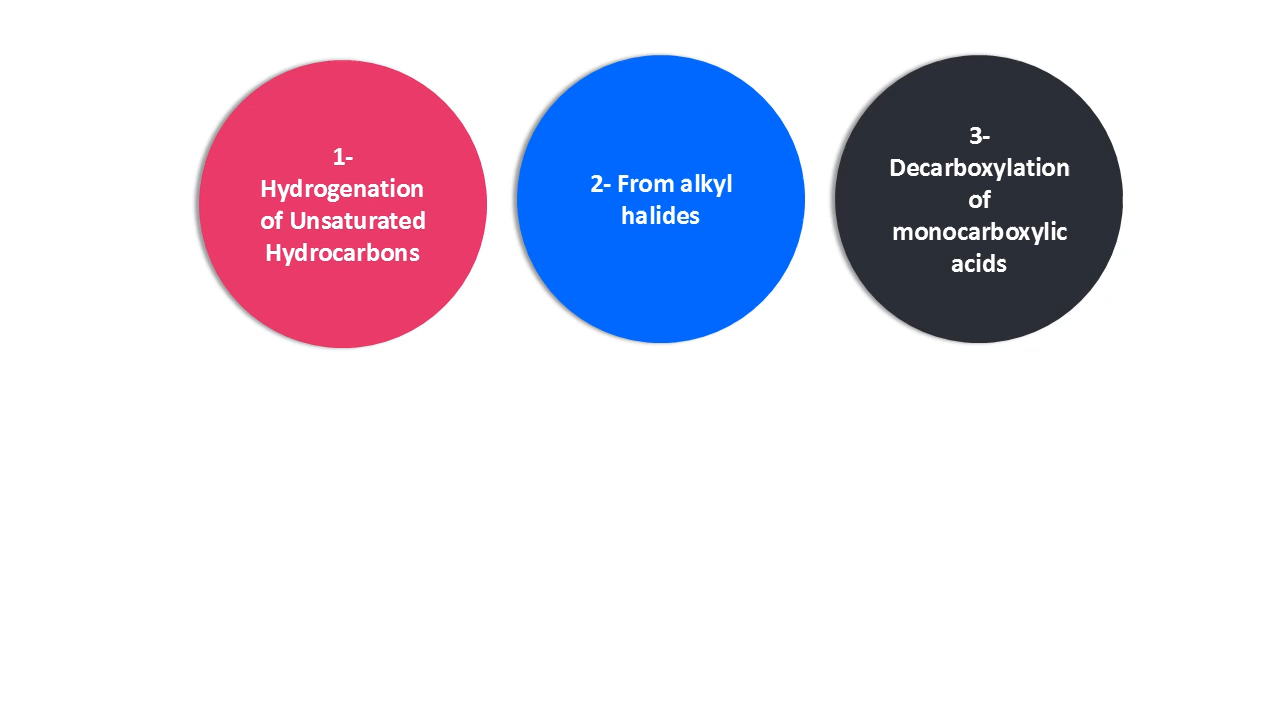 1-
Hydrogenation
of Unsaturated
Hydrocarbons
2- From alkyl
halides
3-
Decarboxylation
of
monocarboxylic
acids